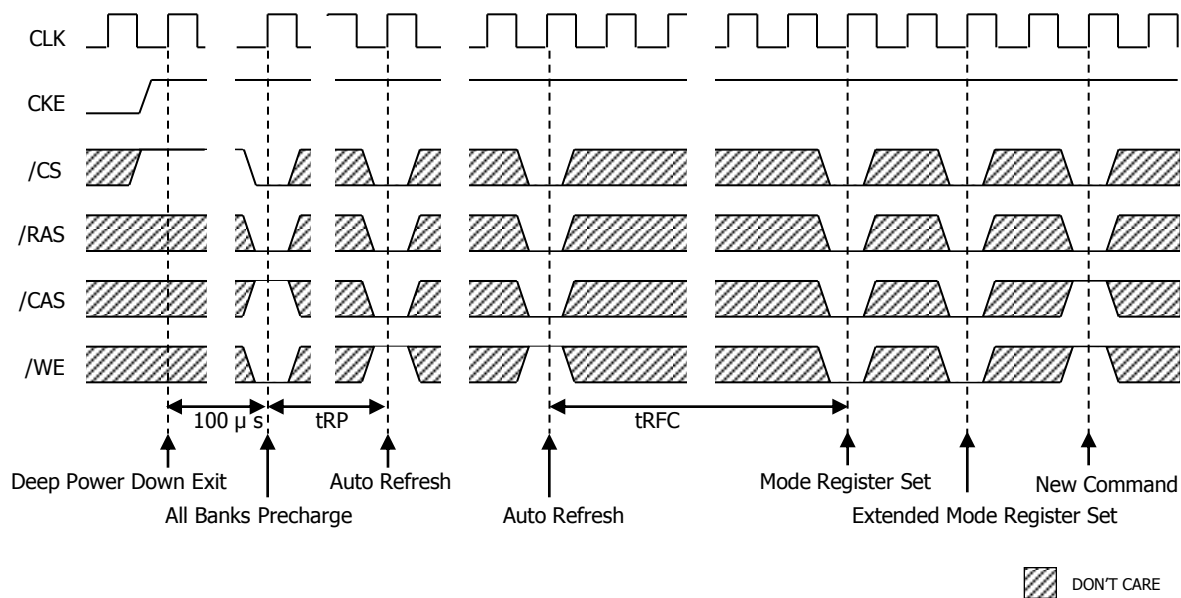 CLK
CKE
/CS
/RAS
/CAS
/WE
100 μ s
tRP
tRFC
Deep Power Down Exit
Auto Refresh
Mode Register Set
New Command
All Banks Precharge
Auto Refresh
Extended Mode Register Set
DON'T CARE